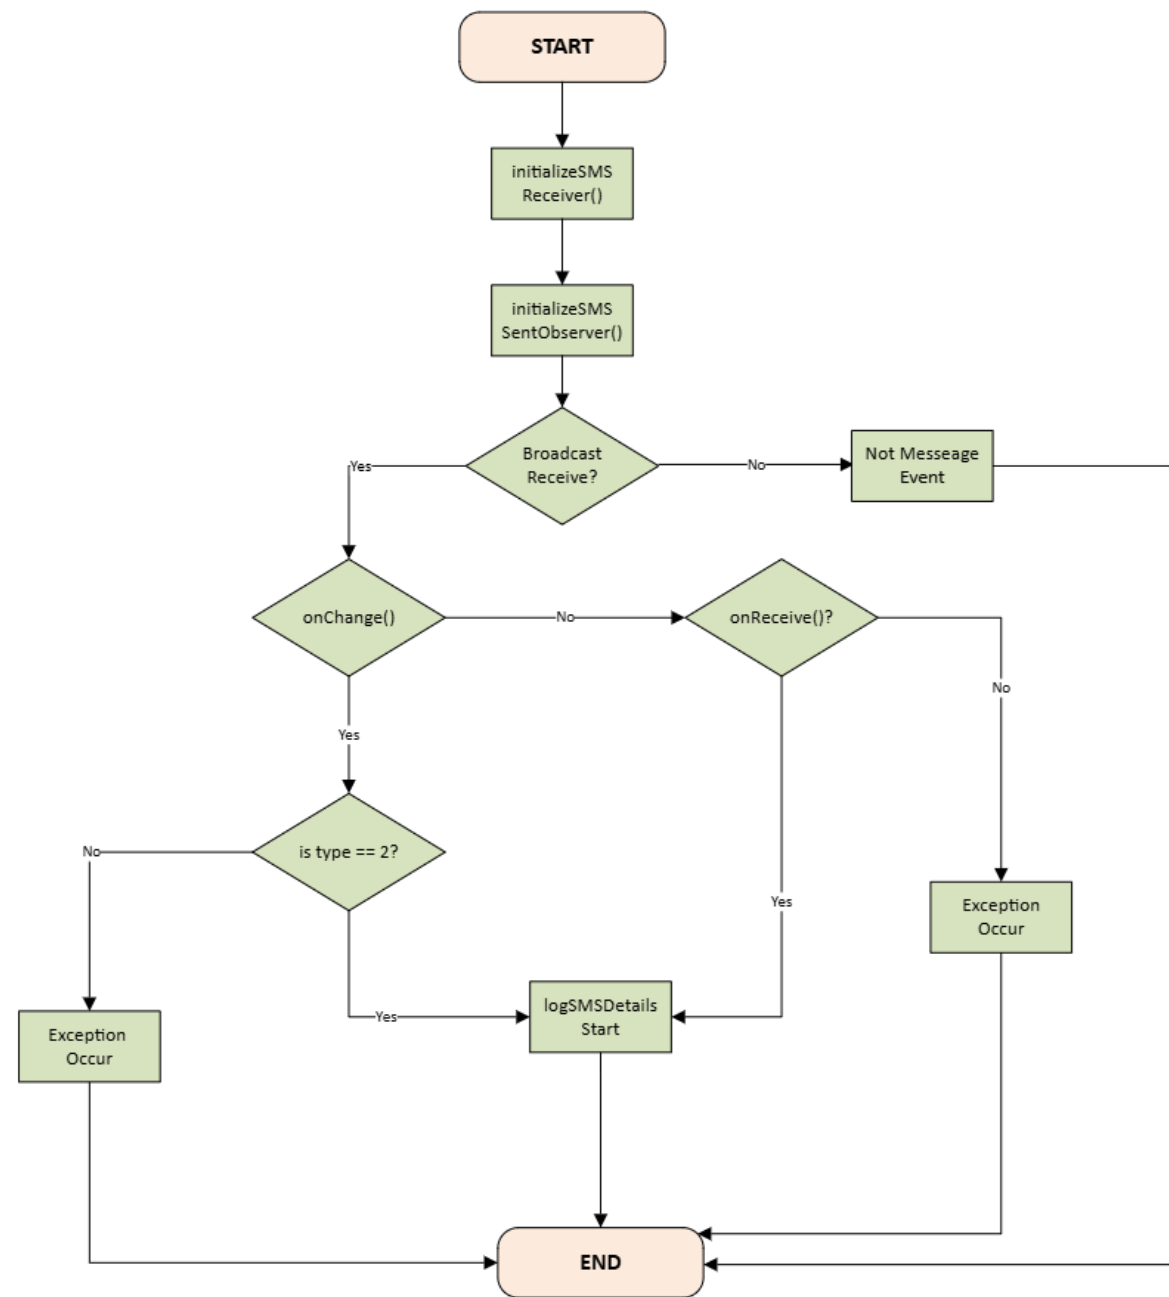 START
initializeSMS
Receiver()
initializeSMS
SentObserver()
Broadcast
Receive?
Yes
No
Not Messeage
Event
onChange()
No
onReceive()?
No
Yes
is type == 2?
No
Yes
Exception
Occur
logSMSDetails
Start
Yes
Exception
Occur
END